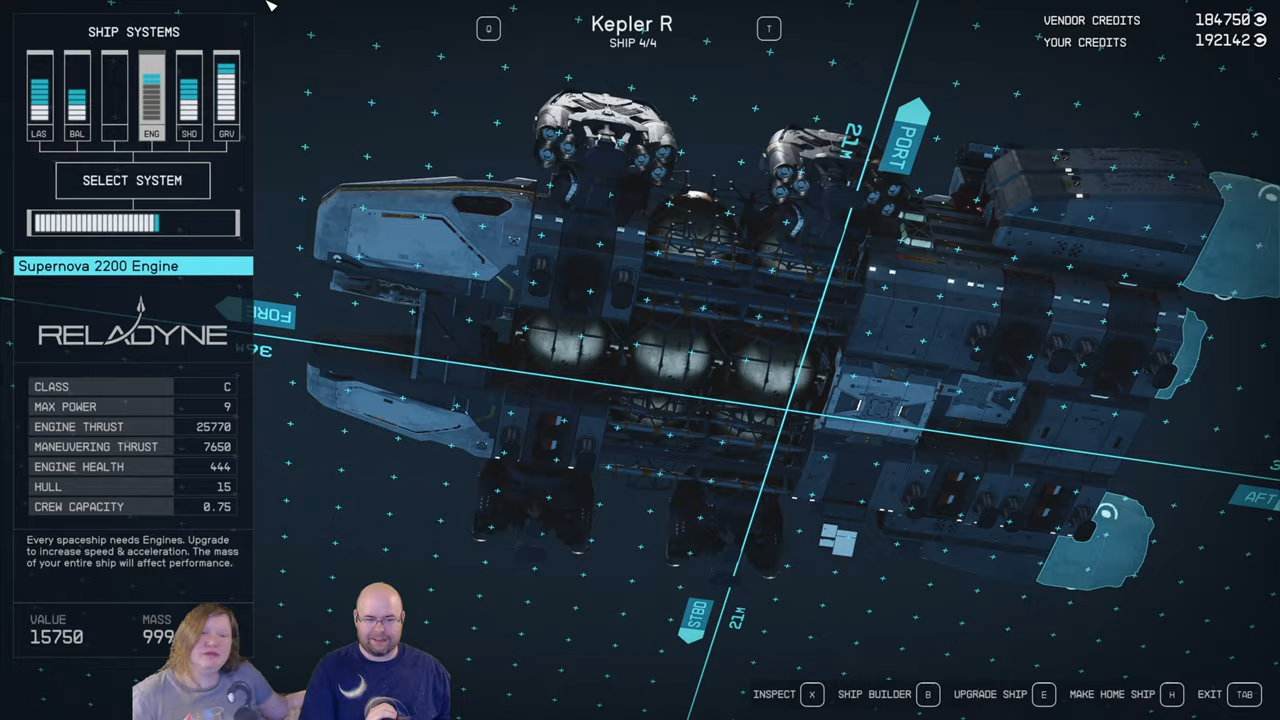 SHIP SYSTEMS
LAS BAL ENG SHD GRV
SELECT SYSTEM
Supernova 2200 Engine
RELADYNE
CLASS C
MAX POWER 9
ENGINE THRUST 25770
MANEUVERING THRUST 7650
ENGINE HEALTH 444
HULL 15
CREW CAPACITY 0.75
Every spaceship needs Engines. Upgrade
to increase speed & acceleration. The mass
of your entire ship will affect performance.
VALUE MASS
15750 999
Q Kepler R T
SHIP 4/4
VENDOR CREDITS 184750
YOUR CREDITS 192142
PORT
21M
FORE
36M
AFT
STBD
21M
INSPECT X SHIP BUILDER B UPGRADE SHIP E MAKE HOME SHIP H EXIT TAB